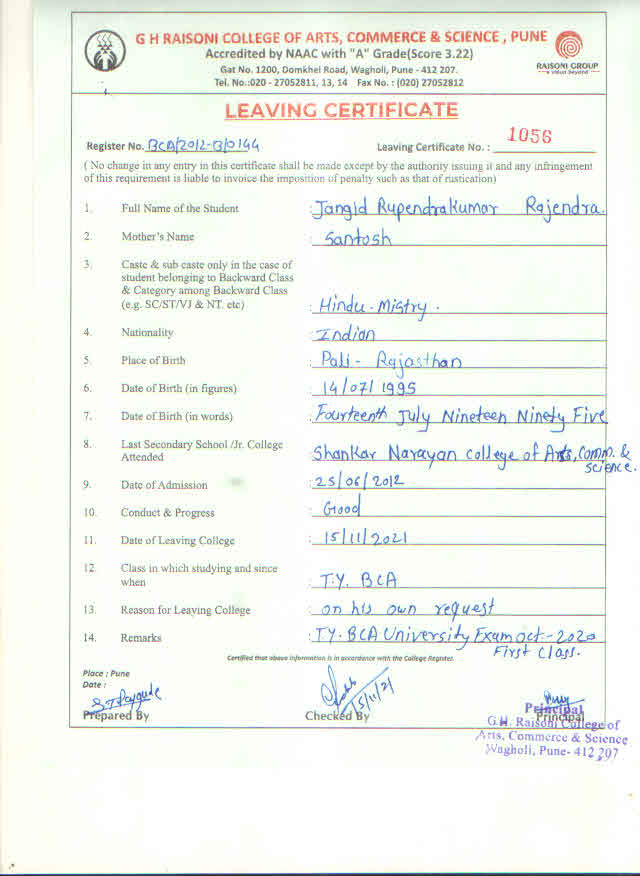 G H RAISONI COLLEGE OF ARTS, COMMERCE & SCIENCE , PUNE
Accredited by NAAC with "A" Grade(Score 3.22)
Gat No. 1200, Domkhel Road, Wagholi, Pune - 412 207.
Tel. No.:020 - 27052811, 13, 14 Fax No. : (020) 27052812
RAISONI GROUP
a vision beyond
LEAVING CERTIFICATE
Register No. BCA/2012-B/0144 Leaving Certificate No. : 1056
( No change in any entry in this certificate shall be made except by the authority issuing it and any infringement
of this requirement is liable to invoice the imposition of penalty such as that of rustication)
1. Full Name of the Student : Jangid Rupendrakumar Rajendra.
2. Mother's Name : Santosh
3. Caste & sub caste only in the case of
student belonging to Backward Class
& Category among Backward Class
(e.g. SC/ST/VJ & NT. etc) : Hindu - Mistry .
4. Nationality : Indian
5. Place of Birth : Pali - Rajasthan
6. Date of Birth (in figures) : 14/07/1995
7. Date of Birth (in words) : Fourteenth July Nineteen Ninety Five
8. Last Secondary School /Jr. College
Attended : Shankar Narayan college of Arts, Comm. &
Science.
9. Date of Admission : 25/06/2012
10. Conduct & Progress : Good
11. Date of Leaving College : 15/11/2021
12. Class in which studying and since
when : T.Y. BCA
13. Reason for Leaving College : on his own request
14. Remarks : T.Y. BCA University Exam oct - 2020
First Class.
Certified that above information is in accordance with the College Register.
Place : Pune
Date :
15/11/21
Prepared By Checked By Principal
Principal
G.H. Raisoni College of
Arts, Commerce & Science
Wagholi, Pune- 412 207